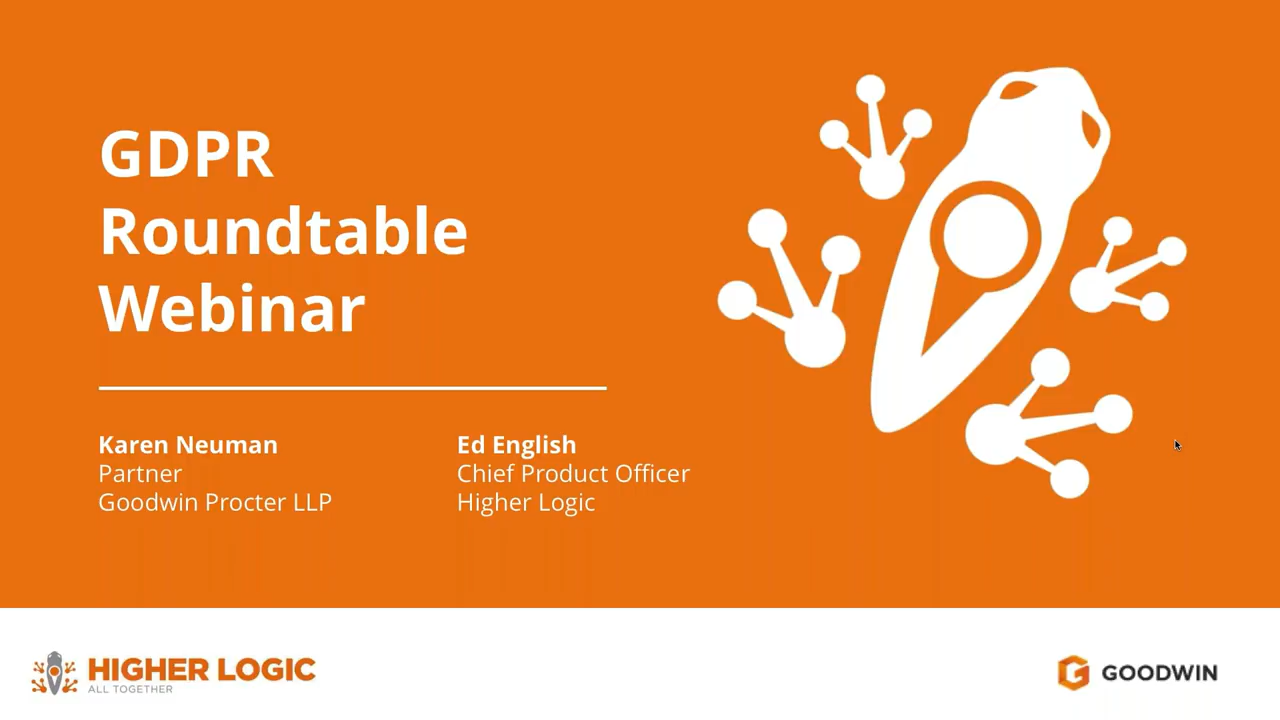 GDPR
Roundtable
Webinar
Karen Neuman
Partner
Goodwin Procter LLP
Ed English
Chief Product Officer
Higher Logic
HIGHER LOGIC
ALL TOGETHER
GOODWIN